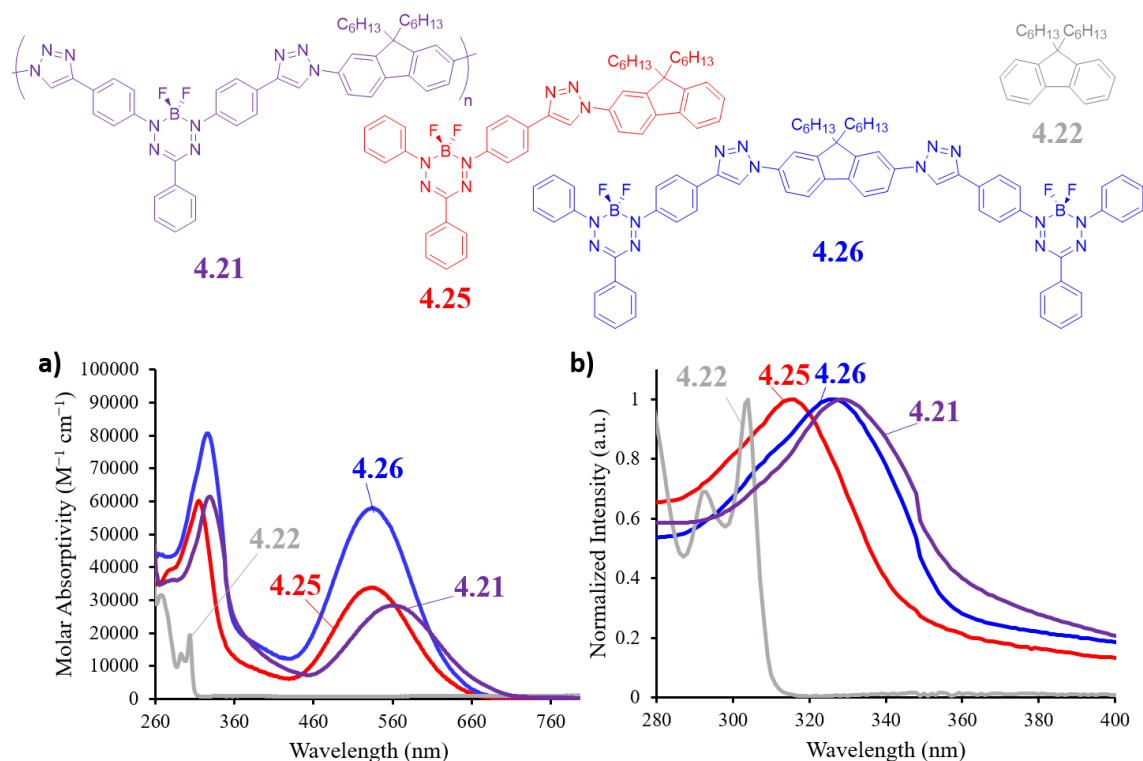 C6H13 C6H13
N N N
N N N
n
F F
B
N N
N N
4.21
C6H13 C6H13
N N N
F F
B
N N
N N
4.25
C6H13 C6H13
N N N
N N N
F F
B
N N
N N
F F
B
N N
N N
4.26
C6H13 C6H13
4.22
a)
100000
90000
80000
70000
60000
50000
40000
30000
20000
10000
0
Molar Absorptivity (M⁻¹ cm⁻¹)
4.26
4.22
4.25
4.21
260 360 460 560 660 760
Wavelength (nm)
b)
4.22 4.25 4.26
4.21
1
0.8
0.6
0.4
0.2
0
Normalized Intensity (a.u.)
280 300 320 340 360 380 400
Wavelength (nm)